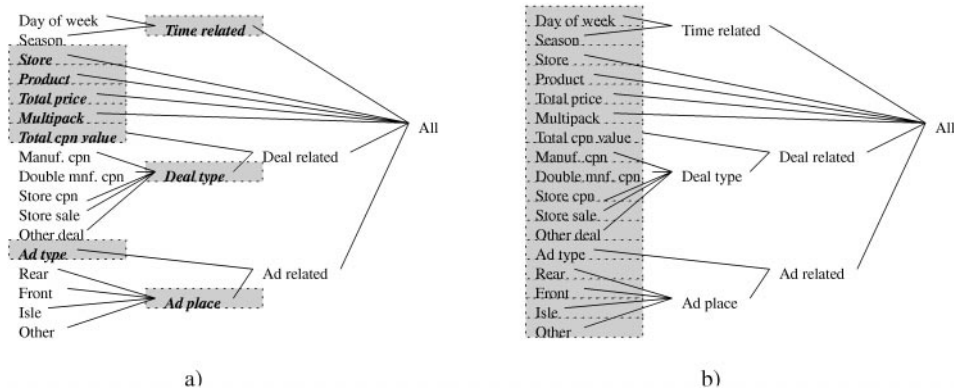 Day of week
Season
Store
Product
Total price
Multipack
Total cpn value
Manuf. cpn
Double mnf. cpn
Store cpn
Store sale
Other deal
Ad type
Rear
Front
Isle
Other
Time related
Deal related
Deal type
Ad related
Ad place
All
a)
Day of week
Season
Store
Product
Total price
Multipack
Total cpn value
Manuf. cpn
Double mnf. cpn
Store cpn
Store sale
Other deal
Ad type
Rear
Front
Isle
Other
Time related
Deal related
Deal type
Ad related
Ad place
All
b)